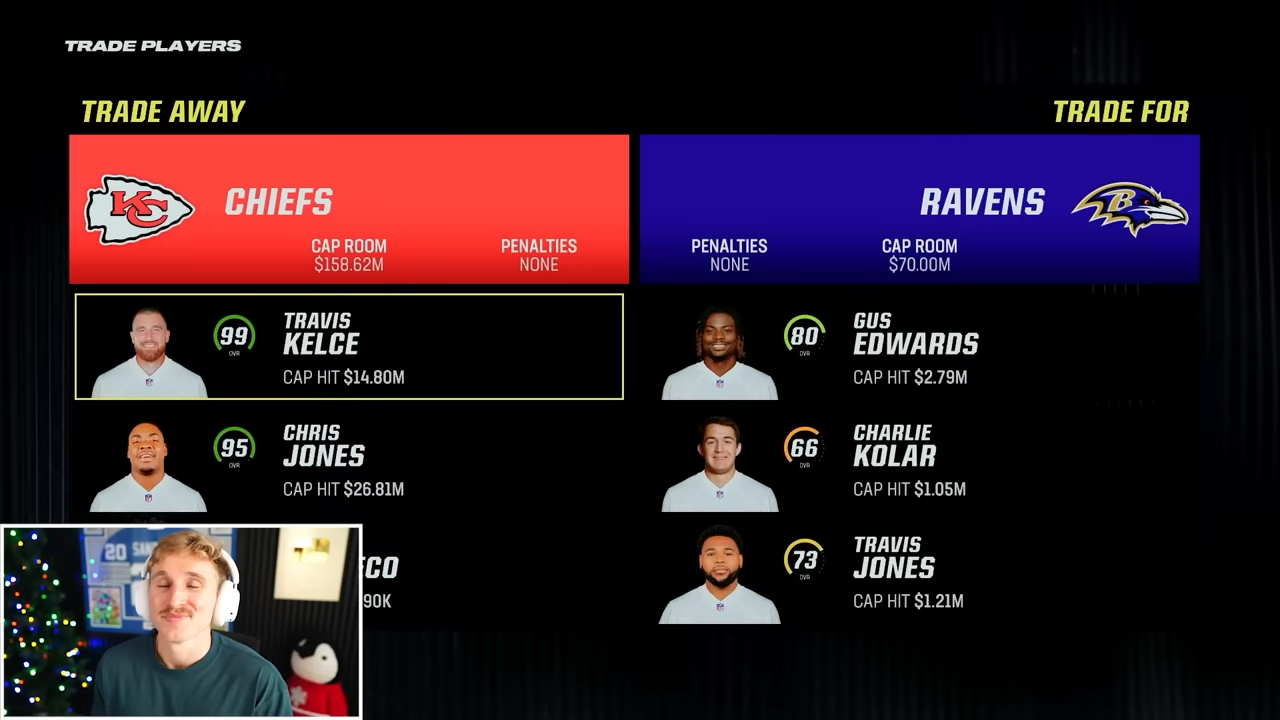 TRADE PLAYERS
TRADE AWAY
TRADE FOR
CHIEFS
CAP ROOM
$158.62M
PENALTIES
NONE
RAVENS
PENALTIES
NONE
CAP ROOM
$70.00M
99
OVR
TRAVIS
KELCE
CAP HIT $14.80M
80
OVR
GUS
EDWARDS
CAP HIT $2.79M
95
OVR
CHRIS
JONES
CAP HIT $26.81M
66
OVR
CHARLIE
KOLAR
CAP HIT $1.05M
ECO
90K
73
OVR
TRAVIS
JONES
CAP HIT $1.21M
20